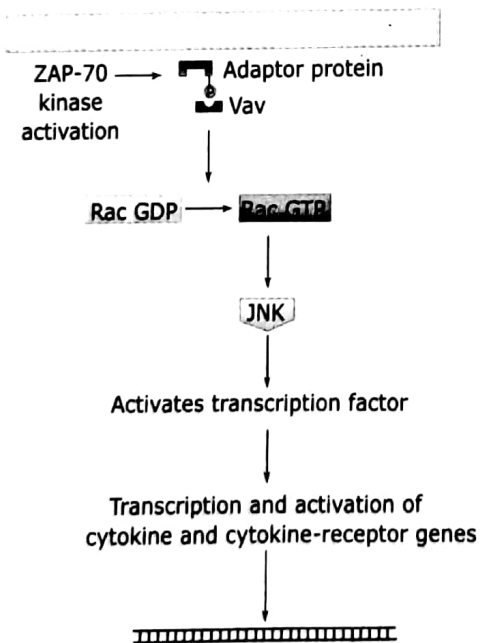 ZAP-70
kinase
activation
Adaptor protein
Vav
Rac GDP
Rac GTP
JNK
Activates transcription factor
Transcription and activation of
cytokine and cytokine-receptor genes